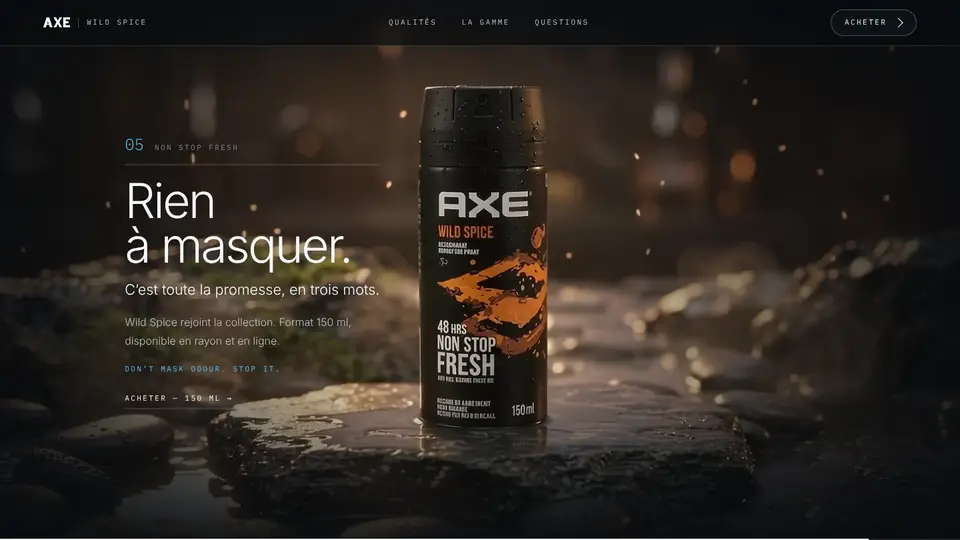 AXE
WILD SPICE
QUALITÉS
LA GAMME
QUESTIONS
ACHETER
05 NON STOP FRESH
Rien
à masquer.
C'est toute la promesse, en trois mots.
Wild Spice rejoint la collection. Format 150 ml,
disponible en rayon et en ligne.
DON'T MASK ODOUR. STOP IT.
ACHETER — 150 ML →
AXE
WILD SPICE
48 HRS
NON STOP
FRESH
150ml